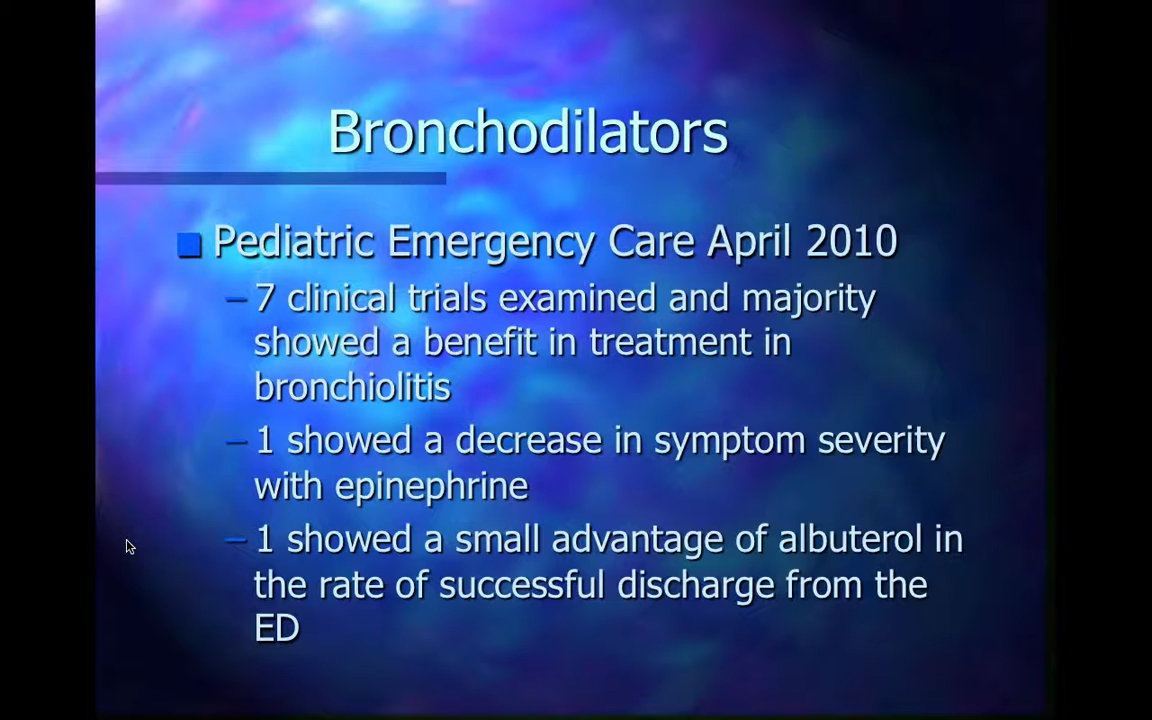 Bronchodilators
Pediatric Emergency Care April 2010
– 7 clinical trials examined and majority
showed a benefit in treatment in
bronchiolitis
– 1 showed a decrease in symptom severity
with epinephrine
– 1 showed a small advantage of albuterol in
the rate of successful discharge from the
ED